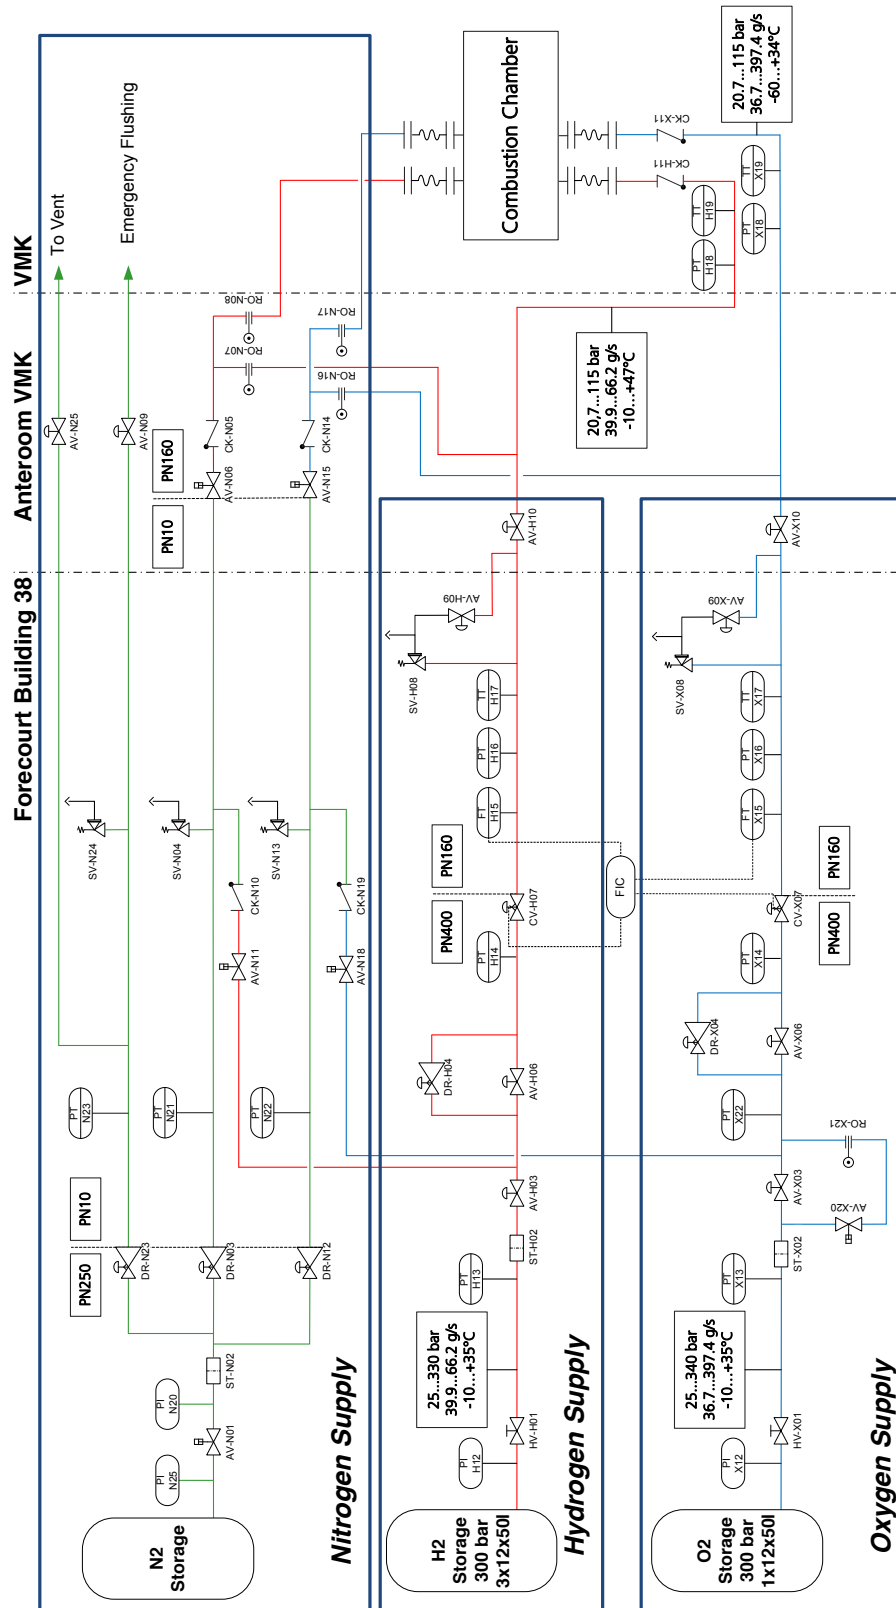 VMK
Anteroom VMK
Forecourt Building 38
To Vent
Emergency Flushing
AV-N25
AV-N09
SV-N24
SV-N04
SV-N13
PT
N23
PT
N21
PT
N22
PN10
PN250
DR-N23
DR-N03
DR-N12
ST-N02
PI
N20
AV-N01
PI
N25
N2
Storage
Nitrogen Supply
RO-N08
RO-N07
RO-N17
RO-N16
CK-N05
CK-N14
PN160
PN10
AV-N06
AV-N15
CK-N10
CK-N19
AV-N11
AV-N18
Combustion Chamber
CK-X11
CK-H11
TT
H19
PT
H18
TT
X19
PT
X18
20.7...115 bar
36.7...397.4 g/s
-60...+34°C
20,7...115 bar
39.9...66.2 g/s
-10...+47°C
AV-H10
AV-H09
SV-H08
TT
H17
PT
H16
FT
H15
PN160
PN400
CV-H07
FIC
PT
H14
DR-H04
AV-H06
AV-H03
ST-H02
PT
H13
25...330 bar
39.9...66.2 g/s
-10...+35°C
HV-H01
PI
H12
H2
Storage
300 bar
3x12x50l
Hydrogen Supply
AV-X10
AV-X09
SV-X08
TT
X17
PT
X16
FT
X15
PN160
PN400
CV-X07
PT
X14
DR-X04
AV-X06
PT
X22
RO-X21
AV-X03
AV-X20
ST-X02
PT
X13
25...340 bar
36.7...397.4 g/s
-10...+35°C
HV-X01
PI
X12
O2
Storage
300 bar
1x12x50l
Oxygen Supply